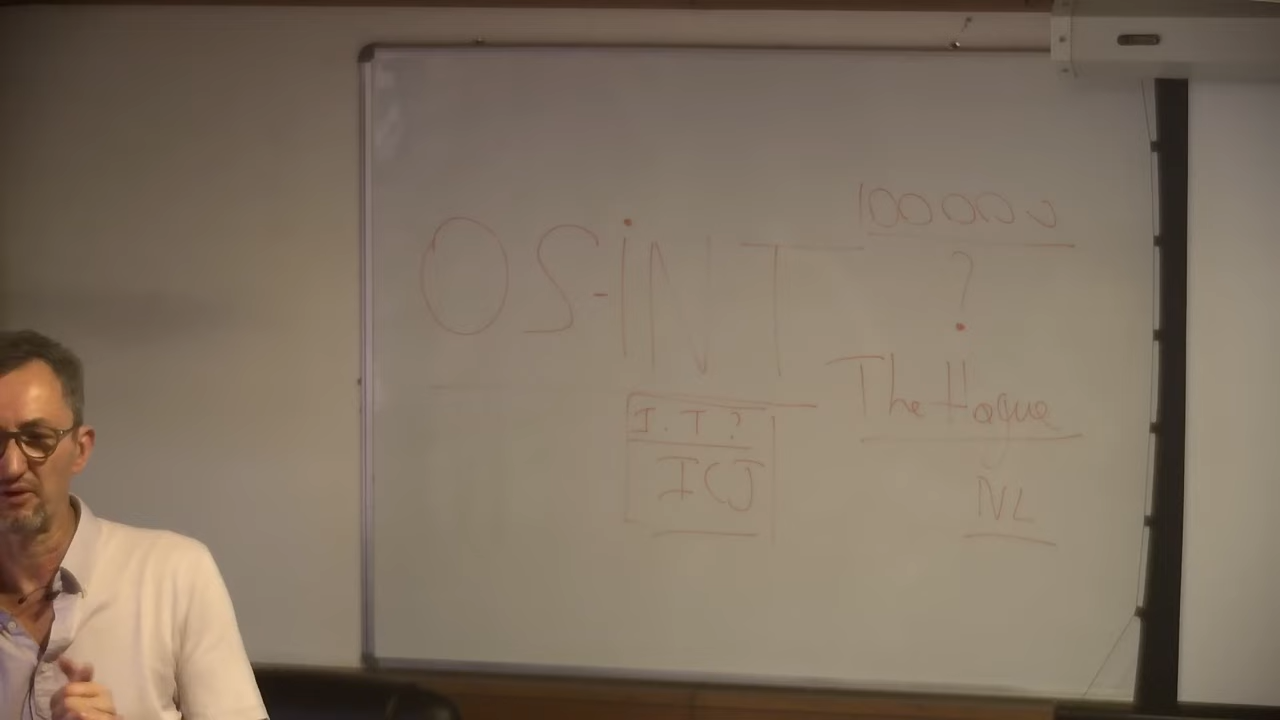 OS-iNT
100000
?
The Hague
NL
I.T?
ICJ